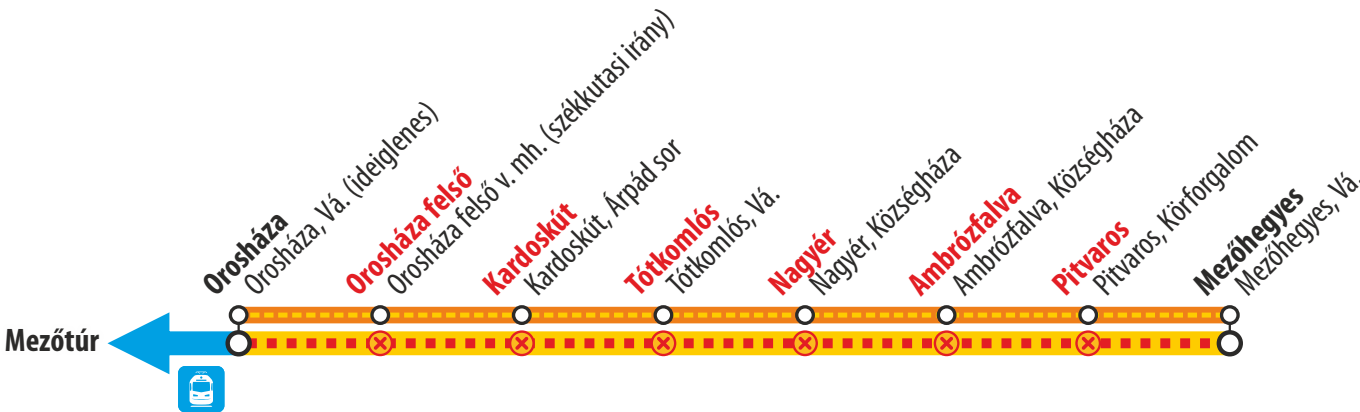 Orosháza
Orosháza, Vá. (ideiglenes)
Orosháza felső
Orosháza felső v. mh. (székkutasi irány)
Kardoskút
Kardoskút, Árpád sor
Tótkomlós
Tótkomlós, Vá.
Nagyér
Nagyér, Községháza
Ambrózfalva
Ambrózfalva, Községháza
Pitvaros
Pitvaros, Körforgalom
Mezőhegyes
Mezőhegyes, Vá.
Mezőtúr